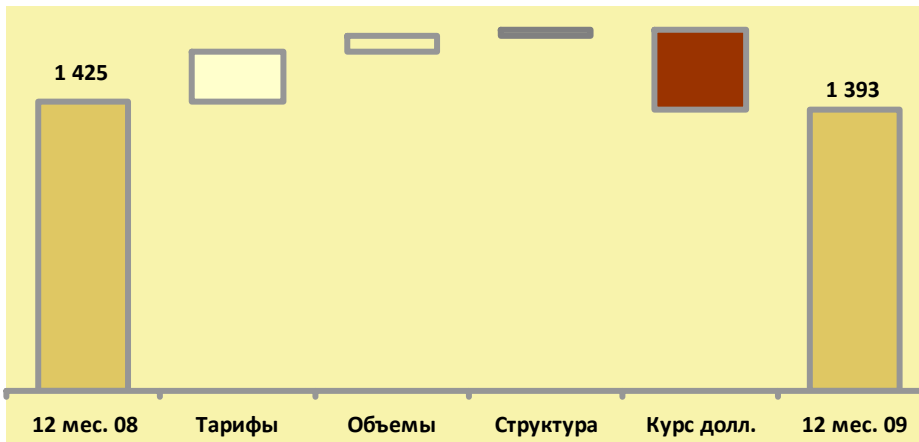 1 425
1 393
12 мес. 08
Тарифы
Объемы
Структура
Курс долл.
12 мес. 09